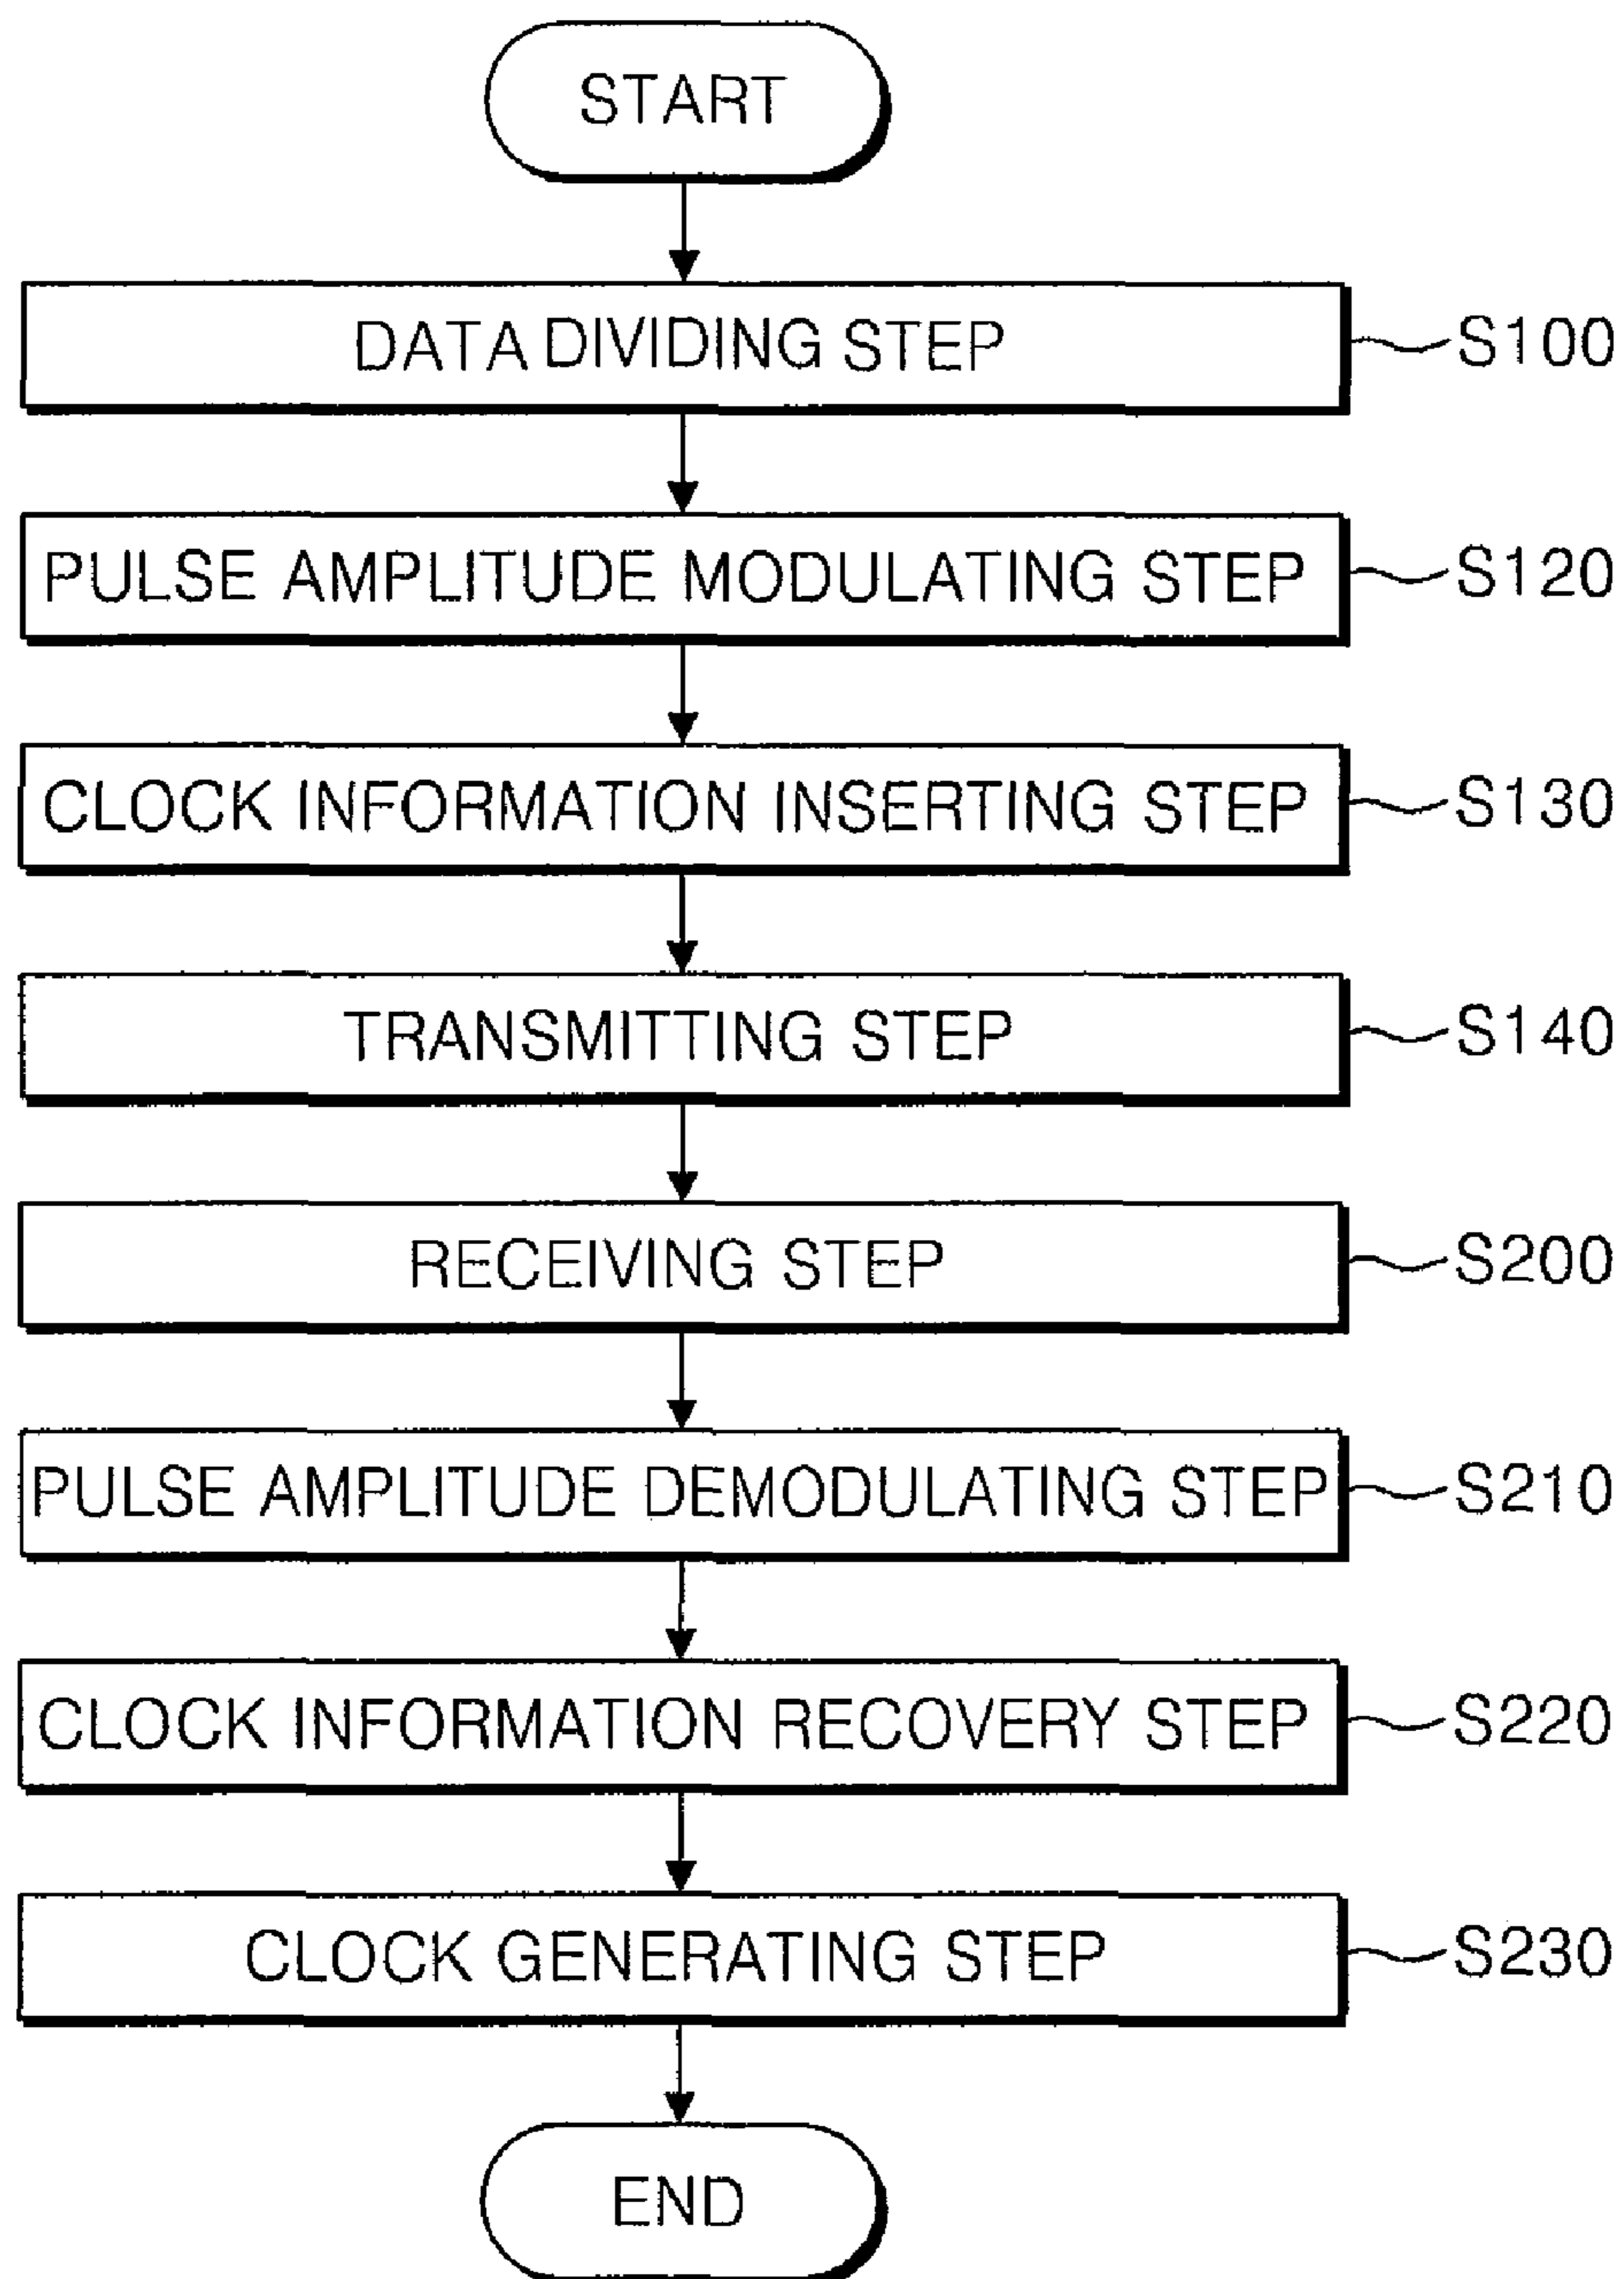 START
DATA DIVIDING STEP
S100
PULSE AMPLITUDE MODULATING STEP
S120
CLOCK INFORMATION INSERTING STEP
S130
TRANSMITTING STEP
S140
RECEIVING STEP
S200
PULSE AMPLITUDE DEMODULATING STEP
S210
CLOCK INFORMATION RECOVERY STEP
S220
CLOCK GENERATING STEP
S230
END